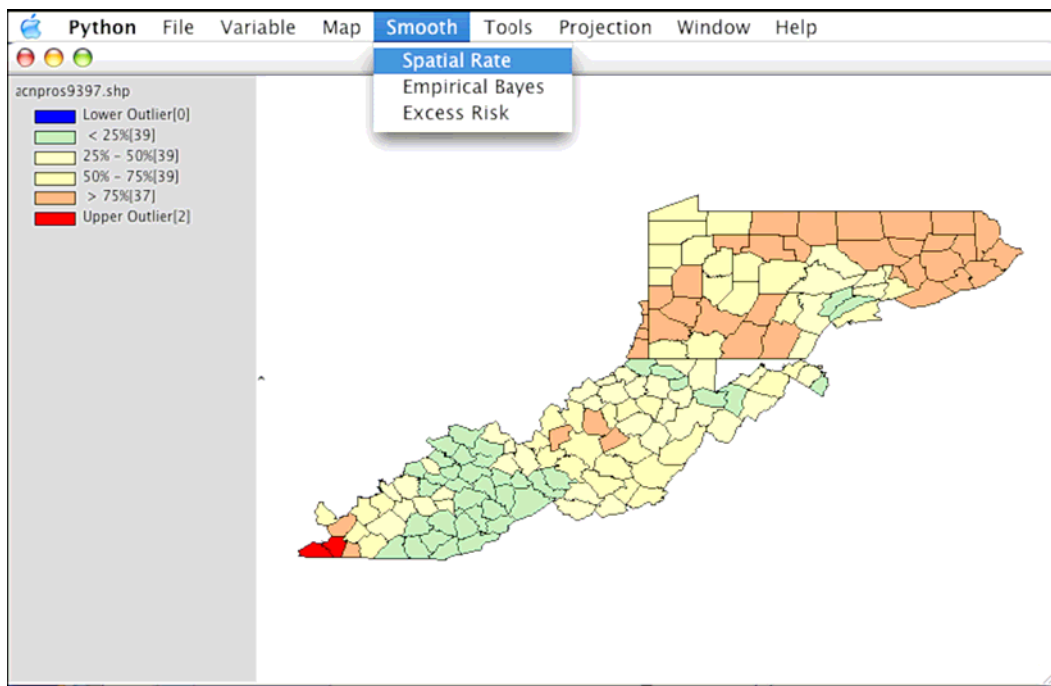 Python File Variable Map Smooth Tools Projection Window Help
Spatial Rate
Empirical Bayes
Excess Risk
acnpros9397.shp
Lower Outlier[0]
< 25%[39]
25% - 50%[39]
50% - 75%[39]
> 75%[37]
Upper Outlier[2]